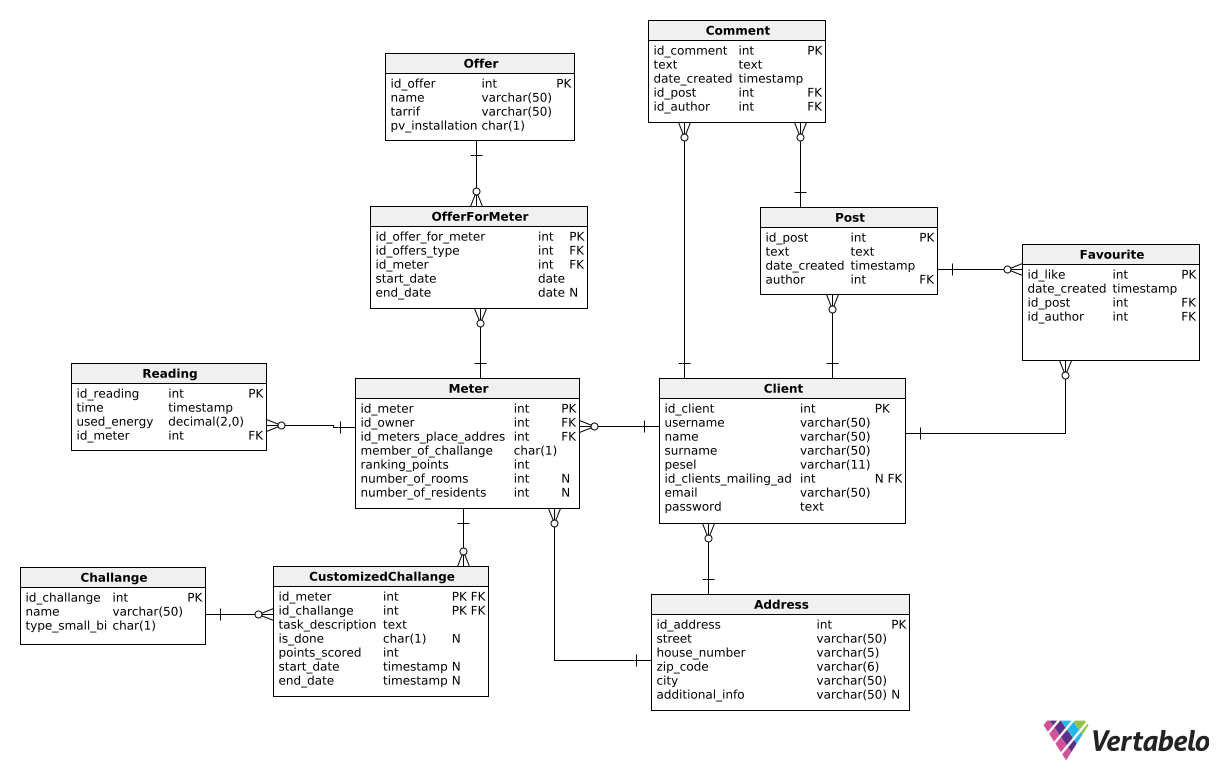 Comment
id_comment int PK
text text
date_created timestamp
id_post int FK
id_author int FK
Offer
id_offer int PK
name varchar(50)
tarrif varchar(50)
pv_installation char(1)
OfferForMeter
id_offer_for_meter int PK
id_offers_type int FK
id_meter int FK
start_date date
end_date date N
Post
id_post int PK
text text
date_created timestamp
author int FK
Favourite
id_like int PK
date_created timestamp
id_post int FK
id_author int FK
Reading
id_reading int PK
time timestamp
used_energy decimal(2,0)
id_meter int FK
Meter
id_meter int PK
id_owner int FK
id_meters_place_addres int FK
member_of_challange char(1)
ranking_points int
number_of_rooms int N
number_of_residents int N
Client
id_client int PK
username varchar(50)
name varchar(50)
surname varchar(50)
pesel varchar(11)
id_clients_mailing_ad int N FK
email varchar(50)
password text
Challange
id_challange int PK
name varchar(50)
type_small_bi char(1)
CustomizedChallange
id_meter int PK FK
id_challange int PK FK
task_description text
is_done char(1) N
points_scored int
start_date timestamp N
end_date timestamp N
Address
id_address int PK
street varchar(50)
house_number varchar(5)
zip_code varchar(6)
city varchar(50)
additional_info varchar(50) N
Vertabelo